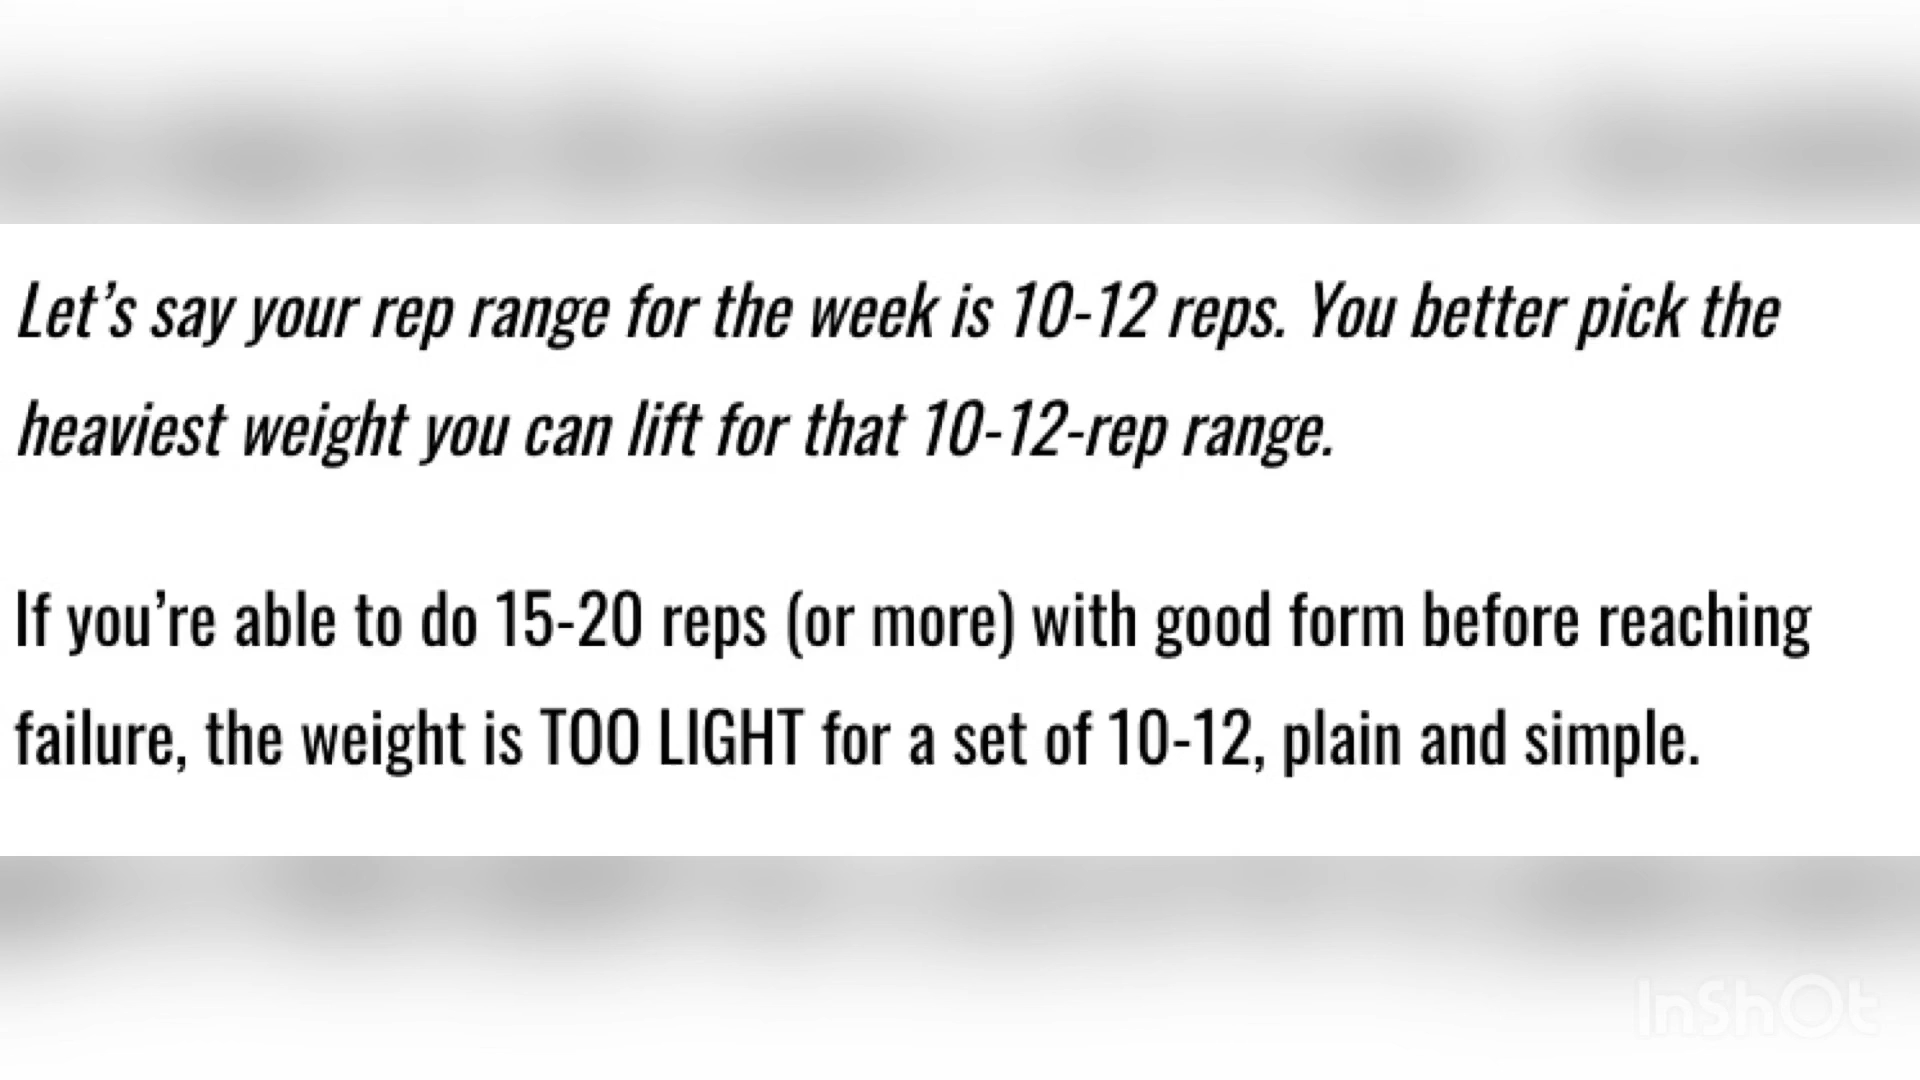 Let’s say your rep range for the week is 10-12 reps. You better pick the
heaviest weight you can lift for that 10-12-rep range.
If you’re able to do 15-20 reps (or more) with good form before reaching
failure, the weight is TOO LIGHT for a set of 10-12, plain and simple.
InShOt